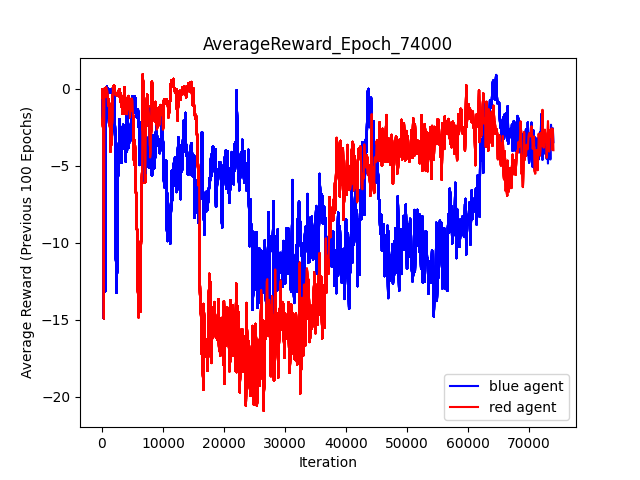 AverageReward_Epoch_74000
Average Reward (Previous 100 Epochs)
0
−5
−10
−15
−20
0 10000 20000 30000 40000 50000 60000 70000
Iteration
blue agent
red agent